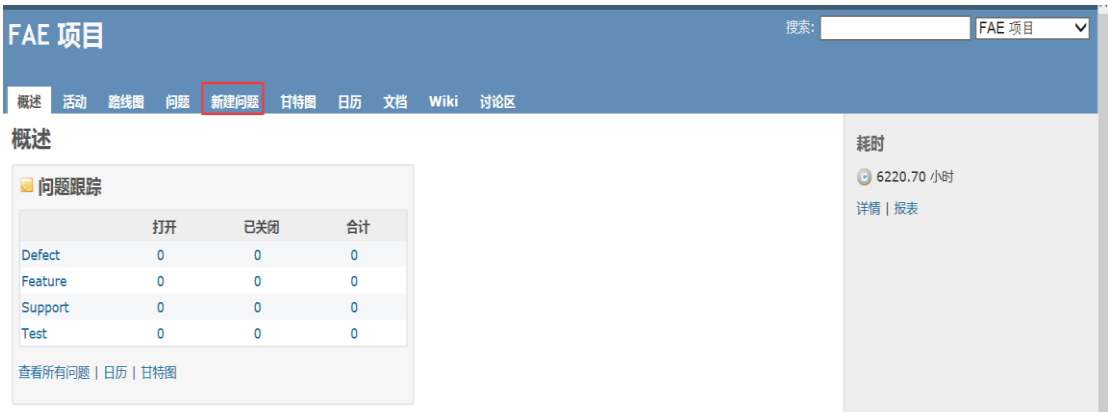 FAE 项目
搜索:
FAE 项目
概述 活动 路线图 问题 新建问题 甘特图 日历 文档 Wiki 讨论区
概述
问题跟踪
打开 已关闭 合计
Defect 0 0 0
Feature 0 0 0
Support 0 0 0
Test 0 0 0
查看所有问题 | 日历 | 甘特图
耗时
6220.70 小时
详情 | 报表